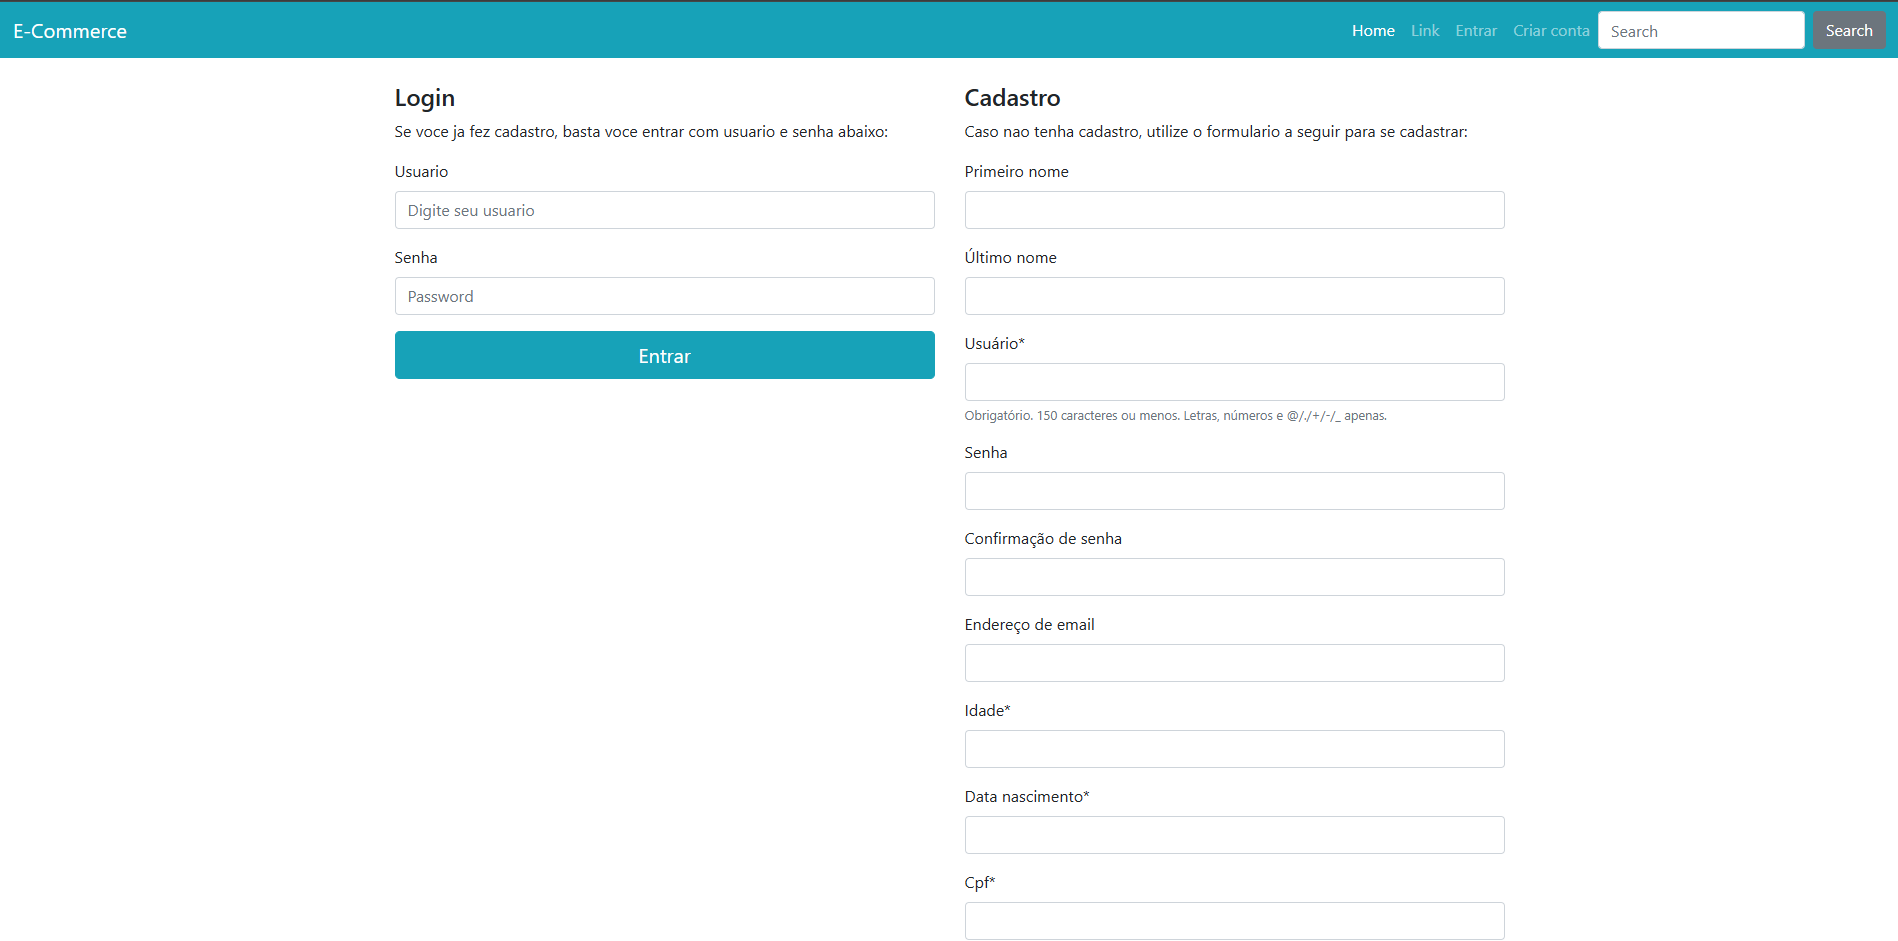 E-Commerce
Home Link Entrar Criar conta Search Search
Login
Se voce ja fez cadastro, basta voce entrar com usuario e senha abaixo:
Usuario
Digite seu usuario
Senha
Password
Entrar
Cadastro
Caso nao tenha cadastro, utilize o formulario a seguir para se cadastrar:
Primeiro nome
Último nome
Usuário*
Obrigatório. 150 caracteres ou menos. Letras, números e @/./+/-/_ apenas.
Senha
Confirmação de senha
Endereço de email
Idade*
Data nascimento*
Cpf*